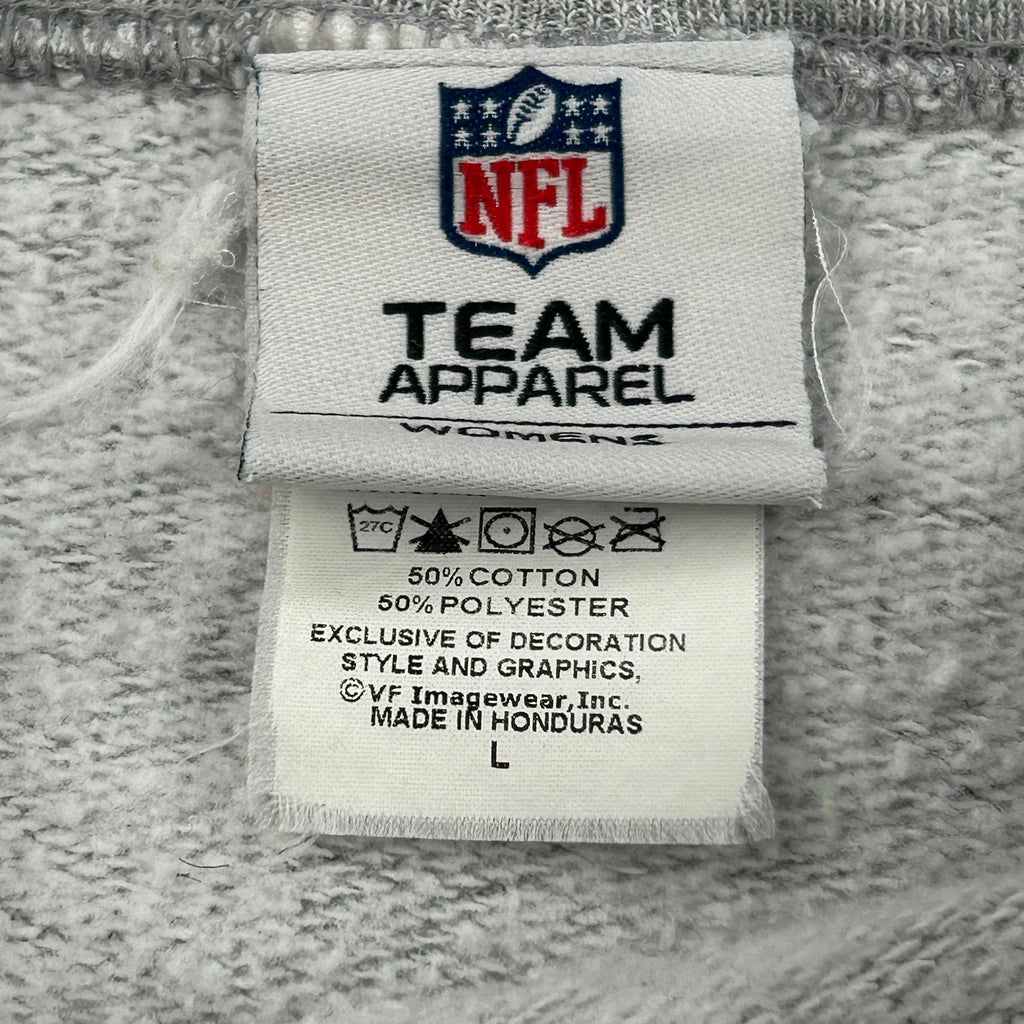 NFL
TEAM
APPAREL
WOMENS
27C
50% COTTON
50% POLYESTER
EXCLUSIVE OF DECORATION
STYLE AND GRAPHICS,
©VF Imagewear,Inc.
MADE IN HONDURAS
L